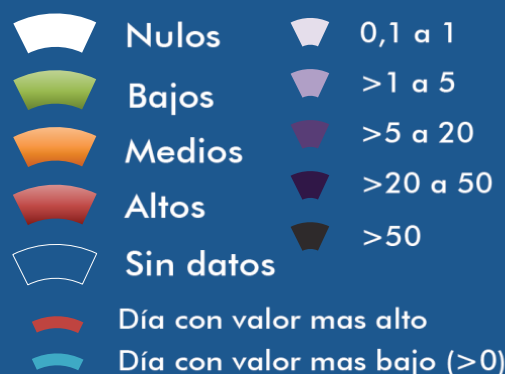 Nulos
Bajos
Medios
Altos
Sin datos
0,1 a 1
>1 a 5
>5 a 20
>20 a 50
>50
Día con valor mas alto
Día con valor mas bajo (>0)